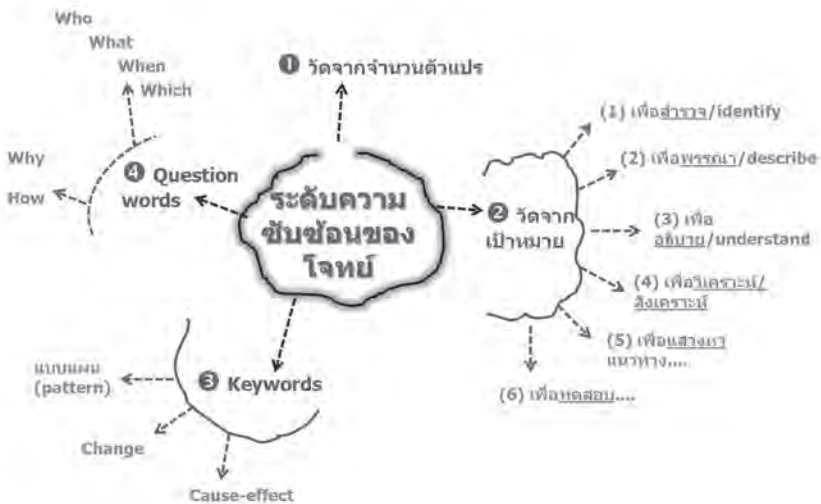 ระดับความ
ซับซ้อนของ
โจทย์
❶ วัดจากจำนวนตัวแปร
❷ วัดจาก
เป้าหมาย
(1) เพื่อสำรวจ/identify
(2) เพื่อพรรณา/describe
(3) เพื่อ
อธิบาย/understand
(4) เพื่อวิเคราะห์/
สังเคราะห์
(5) เพื่อแสวงหา
แนวทาง....
(6) เพื่อทดสอบ....
❸ Keywords
แบบแผน
(pattern)
Change
Cause-effect
❹ Question
words
Who
What
When
Which
Why
How